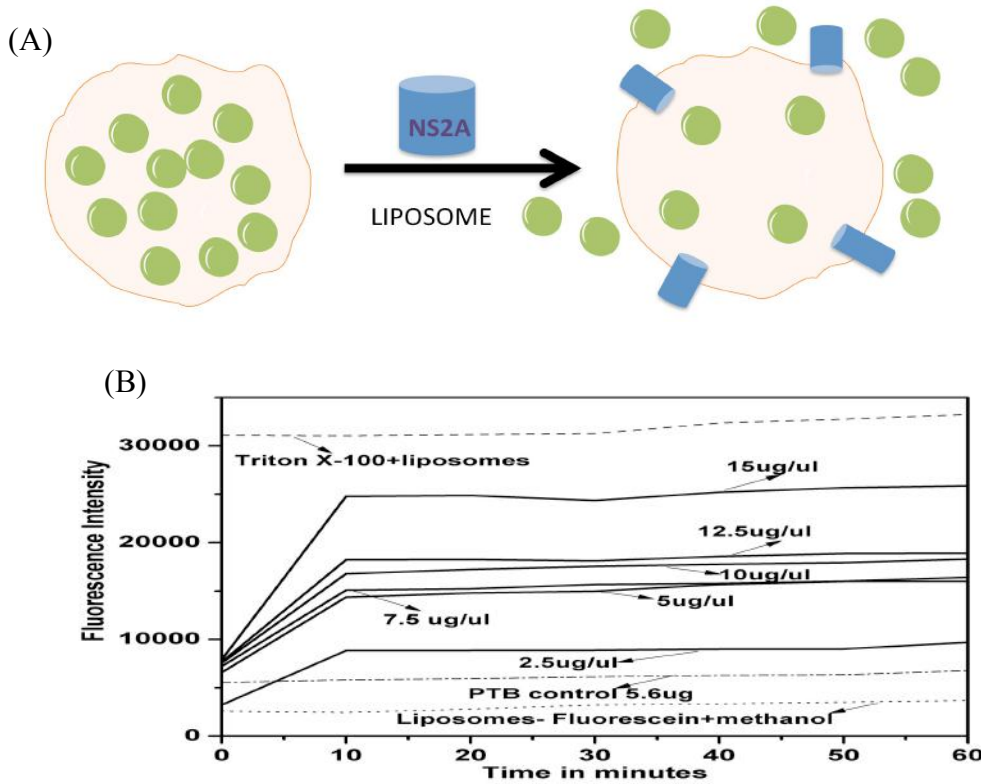 (A)
NS2A
LIPOSOME
(B)
Fluorescence Intensity
30000
20000
10000
0
Triton X-100+liposomes
15ug/ul
12.5ug/ul
10ug/ul
7.5 ug/ul
5ug/ul
2.5ug/ul
PTB control 5.6ug
Liposomes- Fluorescein+methanol
0 10 20 30 40 50 60
Time in minutes